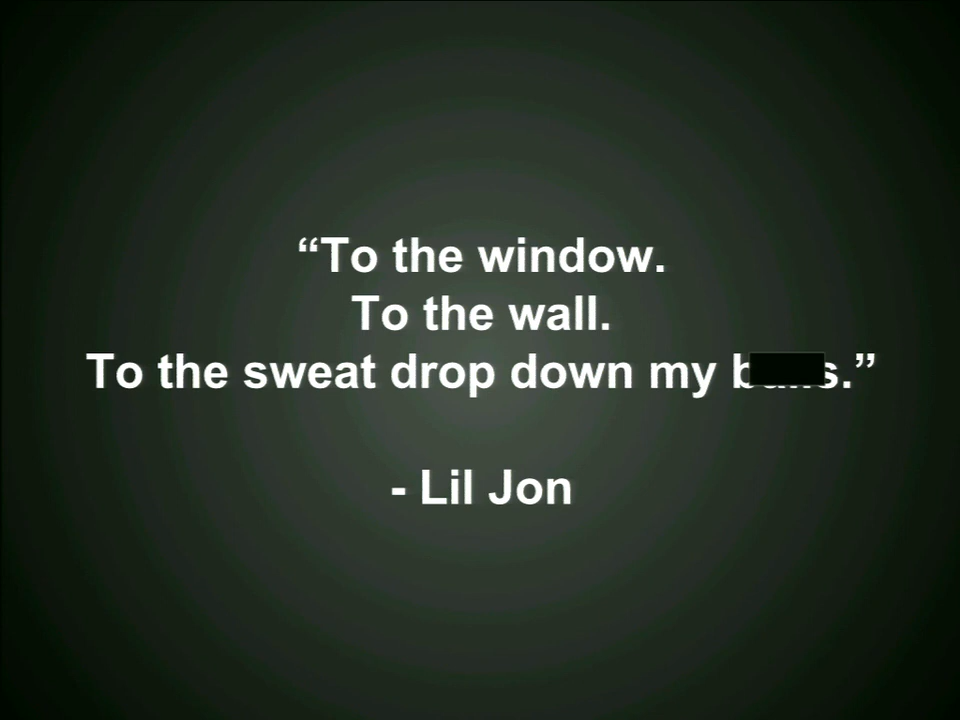 “To the window.
To the wall.
To the sweat drop down my
- Lil Jon